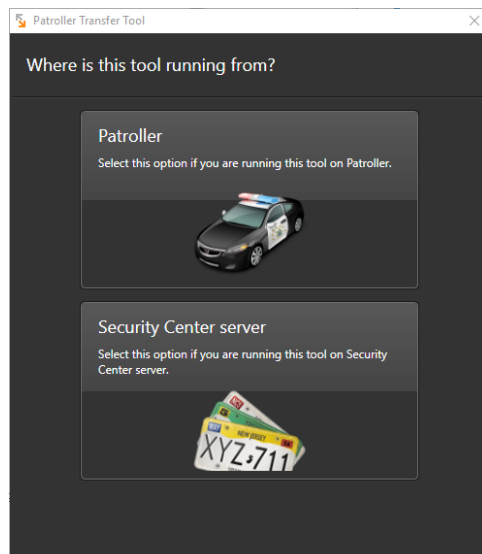 Patroller Transfer Tool
Where is this tool running from?
Patroller
Select this option if you are running this tool on Patroller.
Security Center server
Select this option if you are running this tool on Security
Center server.
NEW JERSEY
XYZ 711